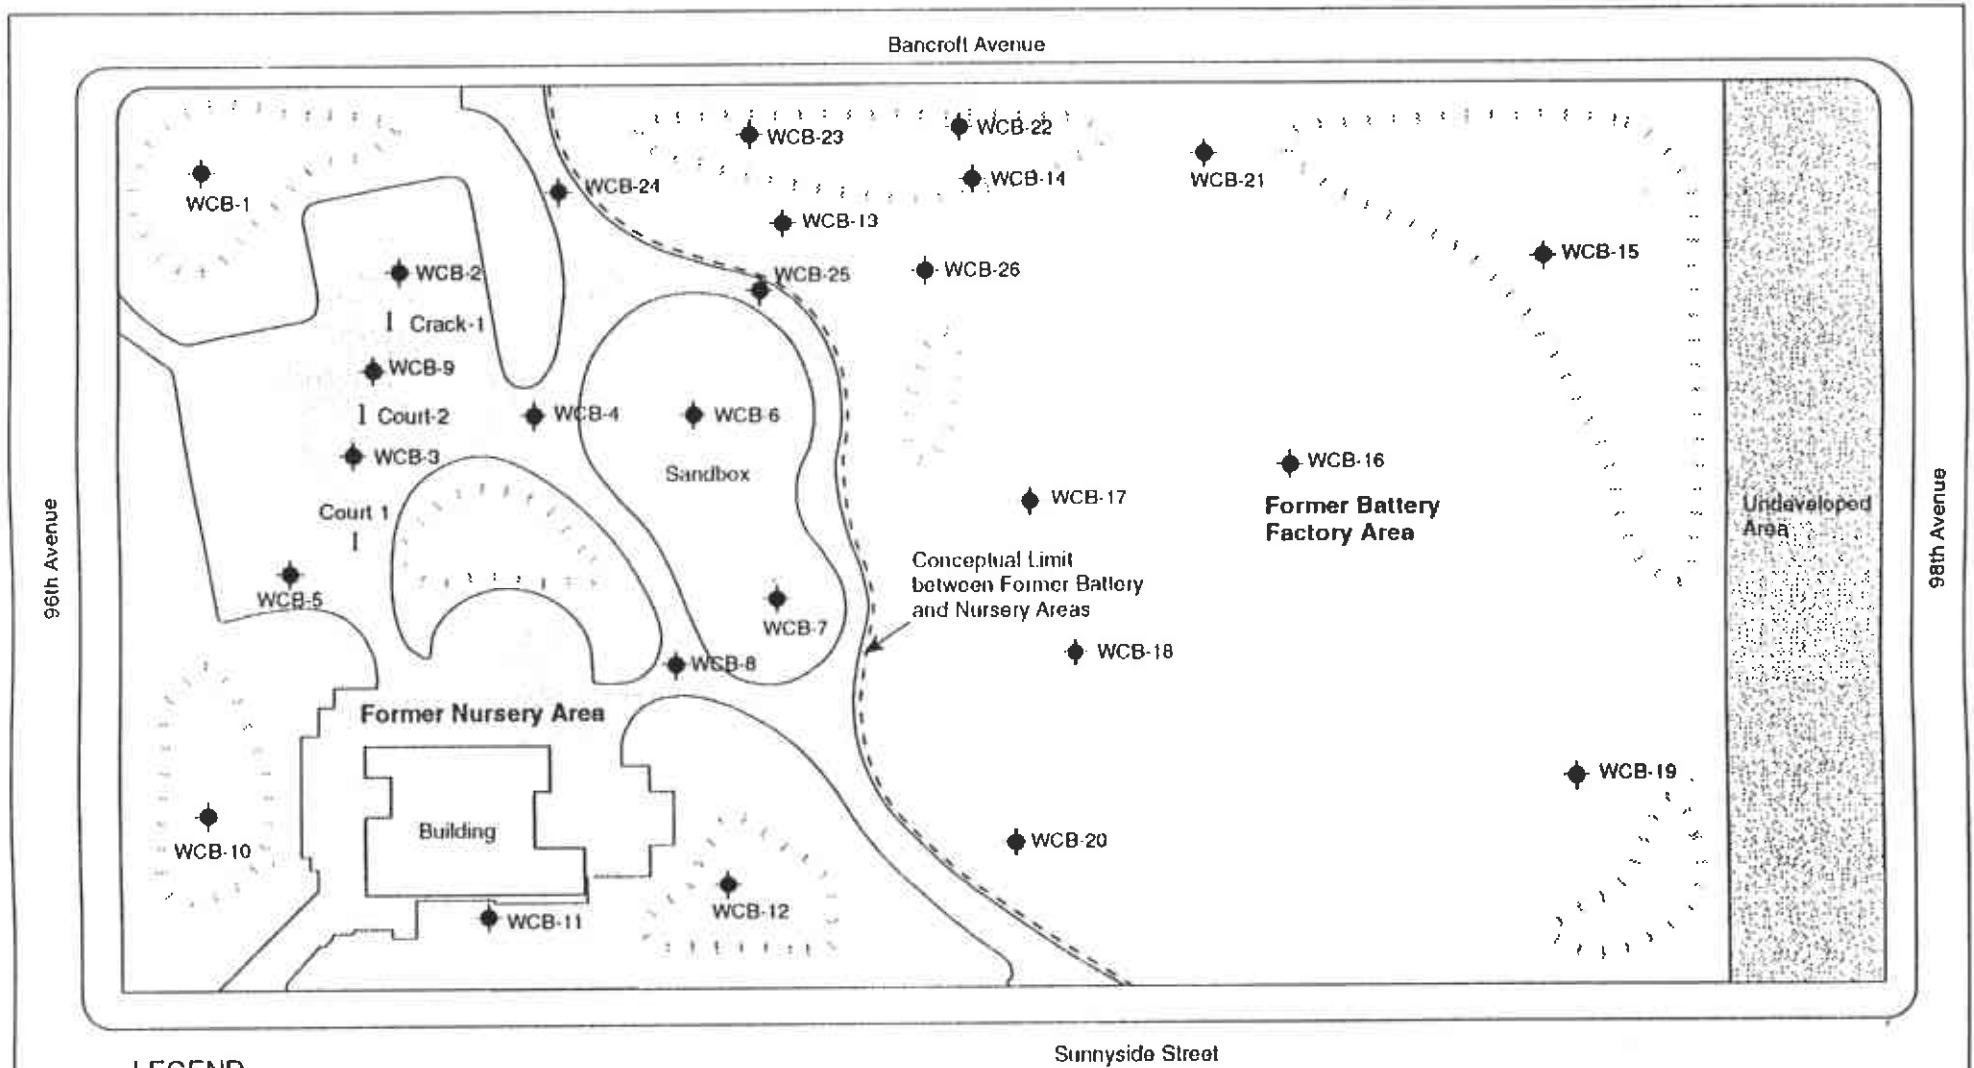 Bancroft Avenue
WCB-23
WCB-22
WCB-24
WCB-14
WCB-21
WCB-1
WCB-13
WCB-15
WCB-2
WCB-25
WCB-26
Crack-1
WCB-9
Court-2
WCB-4
WCB-6
WCB-3
Sandbox
WCB-16
WCB-17
Former Battery
Factory Area
Undeveloped
Area
Court 1
96th Avenue
98th Avenue
Conceptual Limit
between Former Battery
and Nursery Areas
WCB-5
WCB-7
WCB-8
WCB-18
Former Nursery Area
WCB-19
Building
WCB-20
WCB-10
WCB-12
WCB-11
Sunnyside Street
LEGEND